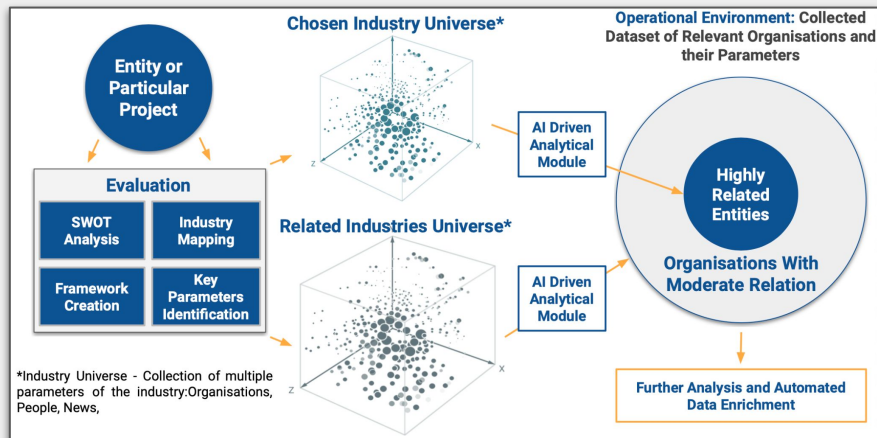 Entity or
Particular
Project
Evaluation
SWOT
Analysis
Industry
Mapping
Framework
Creation
Key
Parameters
Identification
*Industry Universe - Collection of multiple
parameters of the industry:Organisations,
People, News,
Chosen Industry Universe*
z
x
Related Industries Universe*
z
x
AI Driven
Analytical
Module
AI Driven
Analytical
Module
Operational Environment: Collected
Dataset of Relevant Organisations and
their Parameters
Highly
Related
Entities
Organisations With
Moderate Relation
Further Analysis and Automated
Data Enrichment